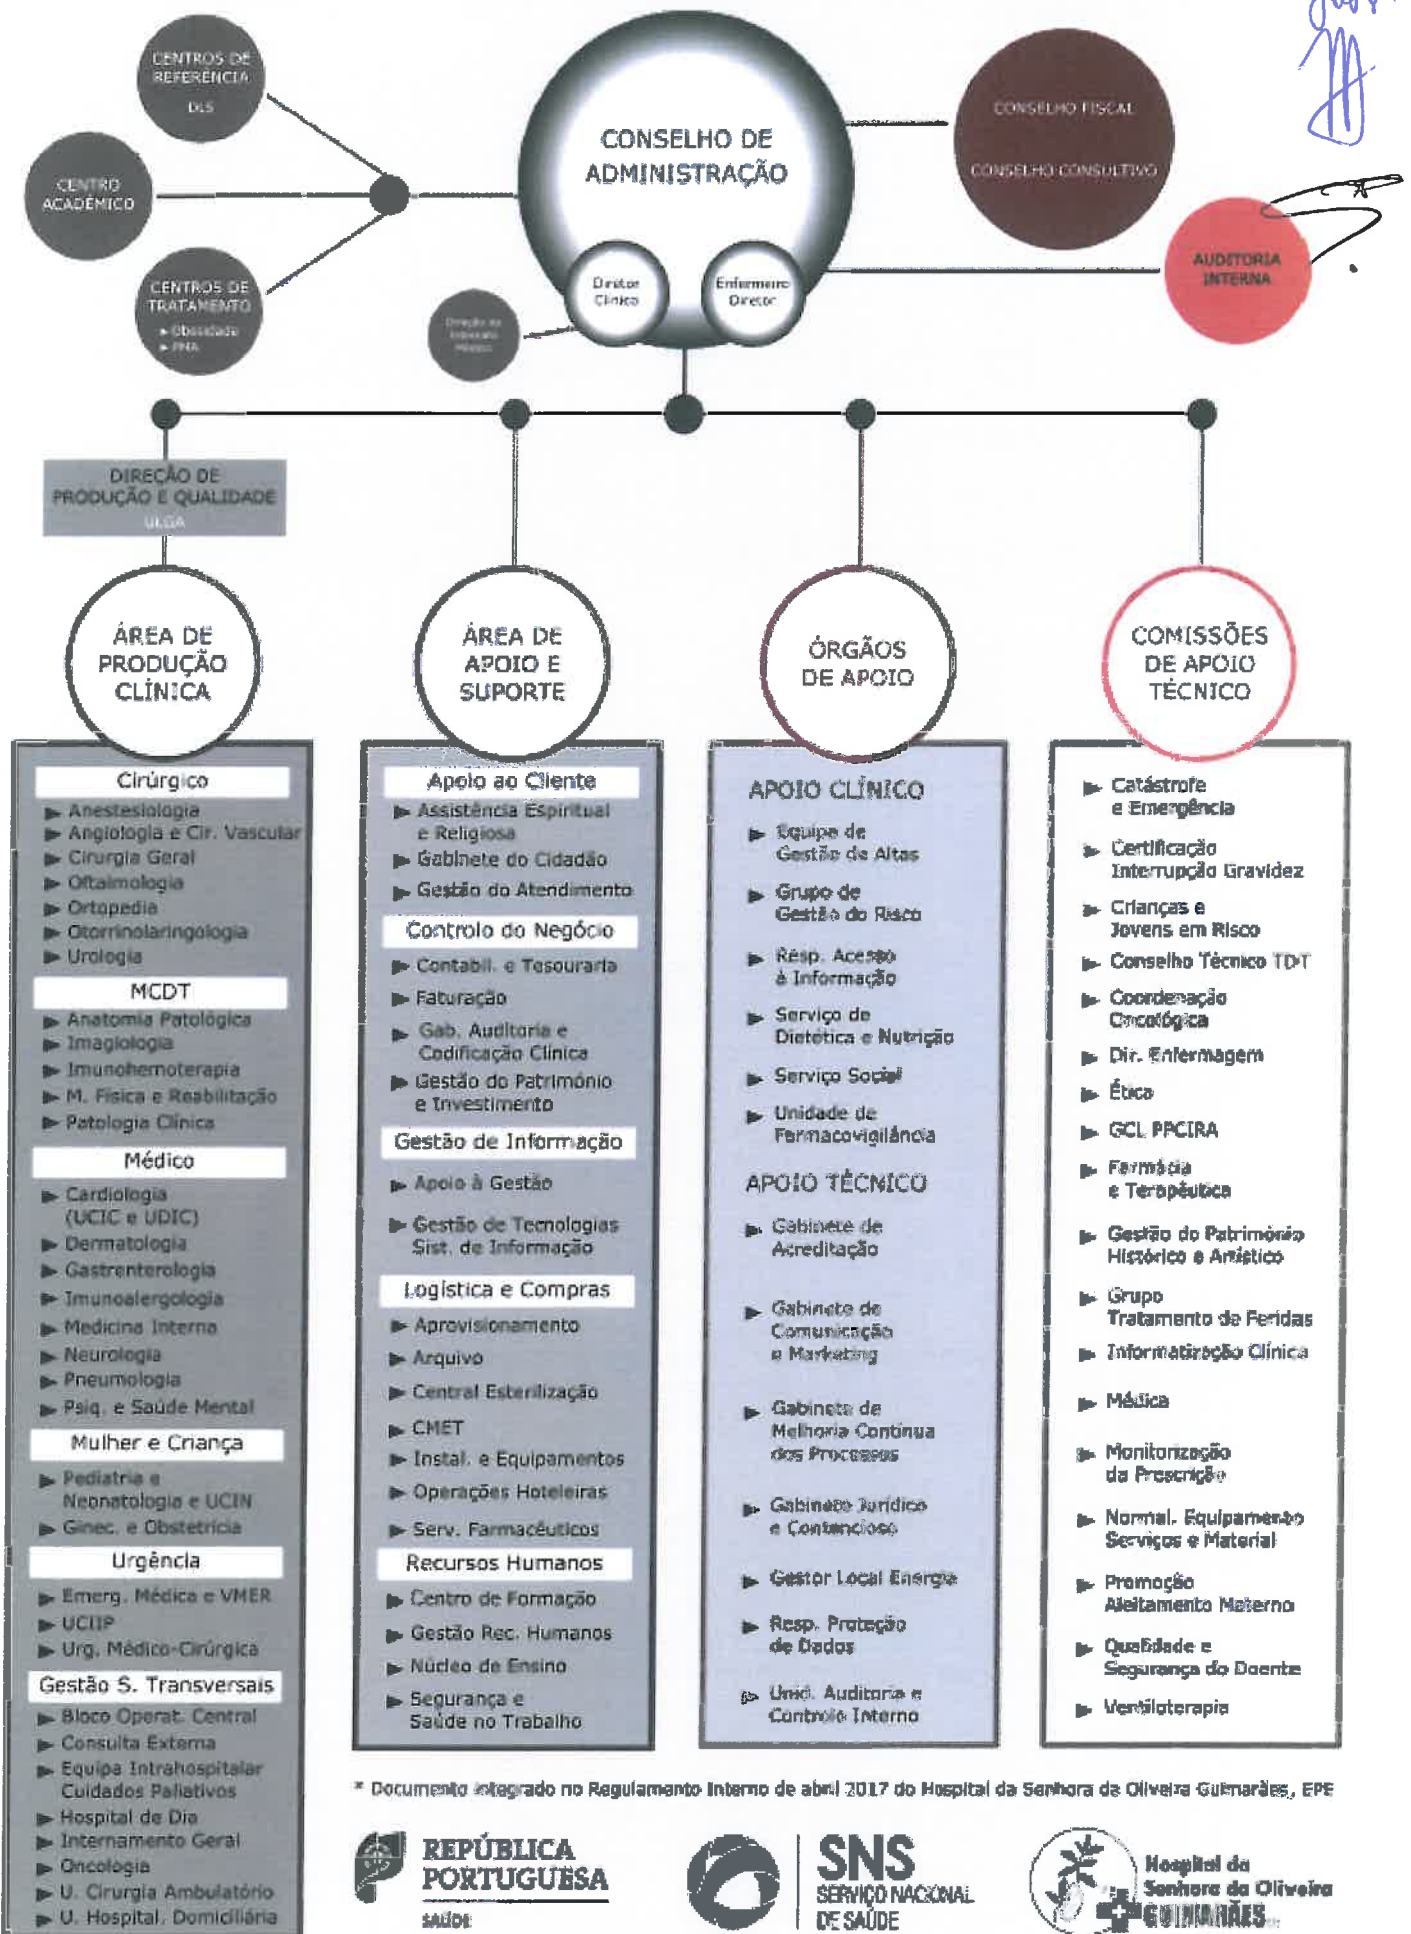 CENTROS DE
REFERÊNCIA
DLS
CENTRO
ACADÉMICO
CENTROS DE
TRATAMENTO
► Obesidade
► PMA
CONSELHO DE
ADMINISTRAÇÃO
Diretor
Clínico
Enfermeiro
Diretor
Direção do
Internato
Médico
CONSELHO FISCAL
CONSELHO CONSULTIVO
AUDITORIA
INTERNA
DIREÇÃO DE
PRODUÇÃO E QUALIDADE
ULGA
ÁREA DE
PRODUÇÃO
CLÍNICA
Cirúrgico
► Anestesiologia
► Angiologia e Cir. Vascular
► Cirurgia Geral
► Oftalmologia
► Ortopedia
► Otorrinolaringologia
► Urologia
MCDT
► Anatomia Patológica
► Imagiologia
► Imunohemoterapia
► M. Física e Reabilitação
► Patologia Clínica
Médico
► Cardiologia
(UCIC e UDIC)
► Dermatologia
► Gastrenterologia
► Imunoalergologia
► Medicina Interna
► Neurologia
► Pneumologia
► Psiq. e Saúde Mental
Mulher e Criança
► Pediatria e
Neonatologia e UCIN
► Ginec. e Obstetrícia
Urgência
► Emerg. Médica e VMER
► UCIP
► Urg. Médico-Cirúrgica
Gestão S. Transversais
► Bloco Operat. Central
► Consulta Externa
► Equipa Intrahospitalar
Cuidados Paliativos
► Hospital de Dia
► Internamento Geral
► Oncologia
► U. Cirurgia Ambulatório
► U. Hospital. Domiciliária
ÁREA DE
APOIO E
SUPORTE
Apoio ao Cliente
► Assistência Espiritual
e Religiosa
► Gabinete do Cidadão
► Gestão do Atendimento
Controlo do Negócio
► Contabil. e Tesouraria
► Faturação
► Gab. Auditoria e
Codificação Clínica
► Gestão do Património
e Investimento
Gestão de Informação
► Apoio à Gestão
► Gestão de Tecnologias
Sist. de Informação
Logística e Compras
► Aprovisionamento
► Arquivo
► Central Esterilização
► CMET
► Instal. e Equipamentos
► Operações Hoteleiras
► Serv. Farmacêuticos
Recursos Humanos
► Centro de Formação
► Gestão Rec. Humanos
► Núcleo de Ensino
► Segurança e
Saúde no Trabalho
ÓRGÃOS
DE APOIO
APOIO CLÍNICO
► Equipa de
Gestão de Altas
► Grupo de
Gestão do Risco
► Resp. Acesso
à Informação
► Serviço de
Dietética e Nutrição
► Serviço Social
► Unidade de
Farmacovigilância
APOIO TÉCNICO
► Gabinete de
Acreditação
► Gabinete de
Comunicação
e Marketing
► Gabinete de
Melhoria Contínua
dos Processos
► Gabinete Jurídico
e Contencioso
► Gestor Local Energia
► Resp. Proteção
de Dados
► Unid. Auditoria e
Controlo Interno
COMISSÕES
DE APOIO
TÉCNICO
► Catástrofe
e Emergência
► Certificação
Interrupção Gravidez
► Crianças e
Jovens em Risco
► Conselho Técnico TDT
► Coordenação
Oncológica
► Dir. Enfermagem
► Ética
► GCL PPCIRA
► Farmácia
e Terapêutica
► Gestão do Património
Histórico e Artístico
► Grupo
Tratamento de Feridas
► Informatização Clínica
► Médica
► Monitorização
da Prescrição
► Normal. Equipamento
Serviços e Material
► Promoção
Aleitamento Materno
► Qualidade e
Segurança do Doente
► Ventiloterapia
* Documento integrado no Regulamento Interno de abril 2017 do Hospital da Senhora da Oliveira Guimarães, EPE
REPÚBLICA
PORTUGUESA
SAÚDE
SNS
SERVIÇO NACIONAL
DE SAÚDE
Hospital da
Senhora da Oliveira
GUIMARÃES